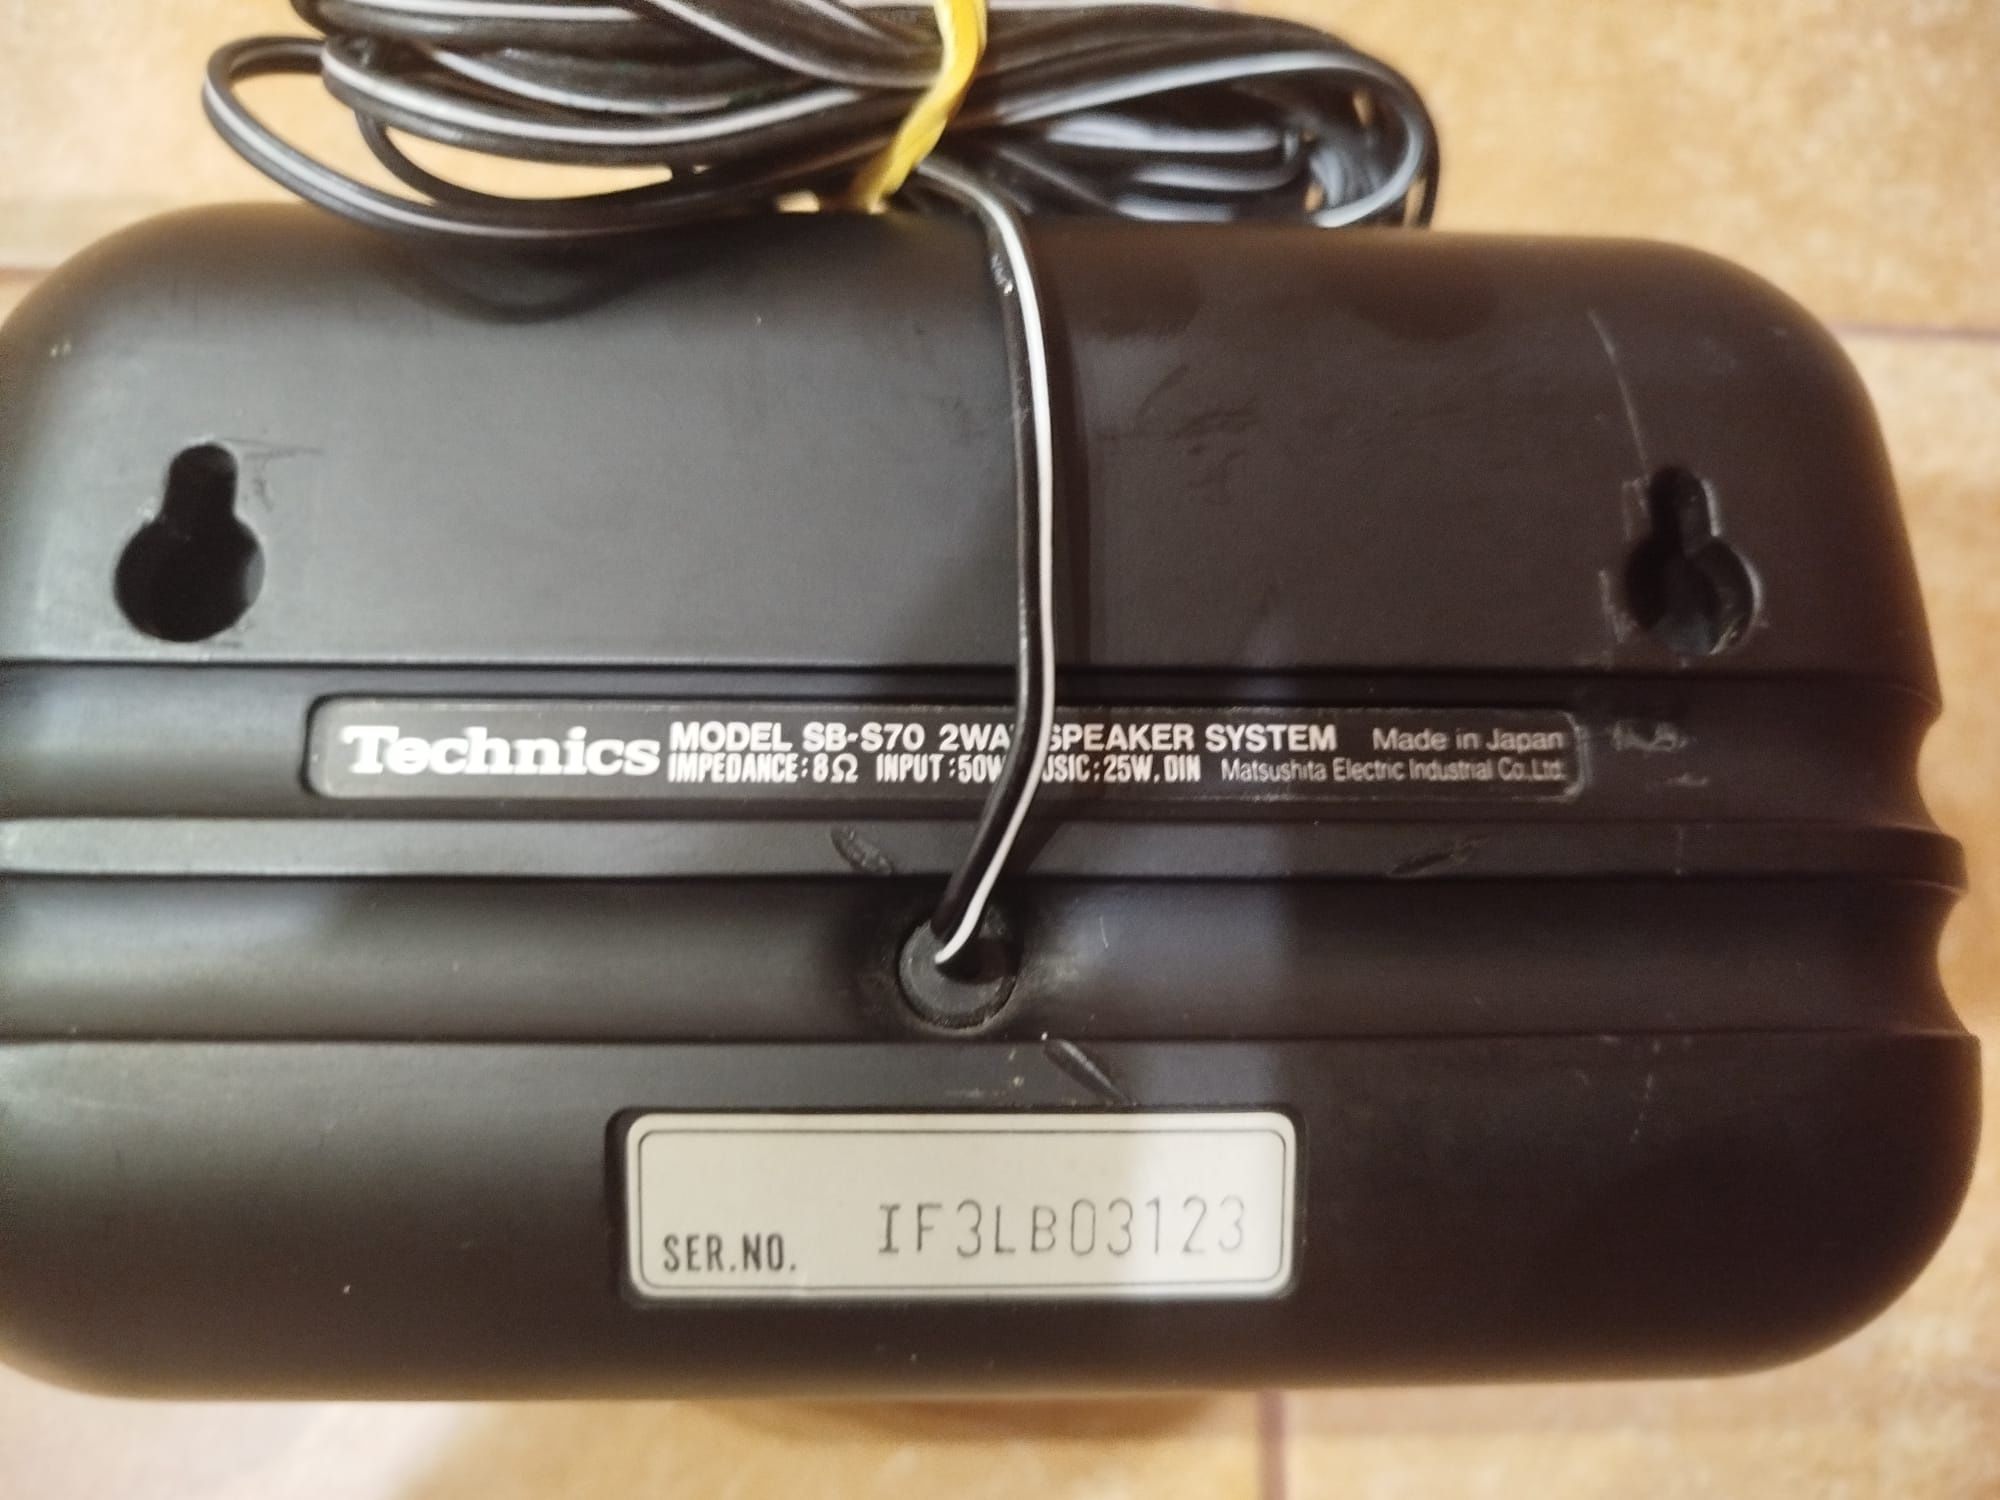 Technics MODEL SB-S70 2WA SPEAKER SYSTEM Made in Japan
IMPEDANCE:8Ω INPUT:50W USIC:25W,DIN Matsushita Electric Industrial Co.,Ltd.
SER.NO. IF3LB03123